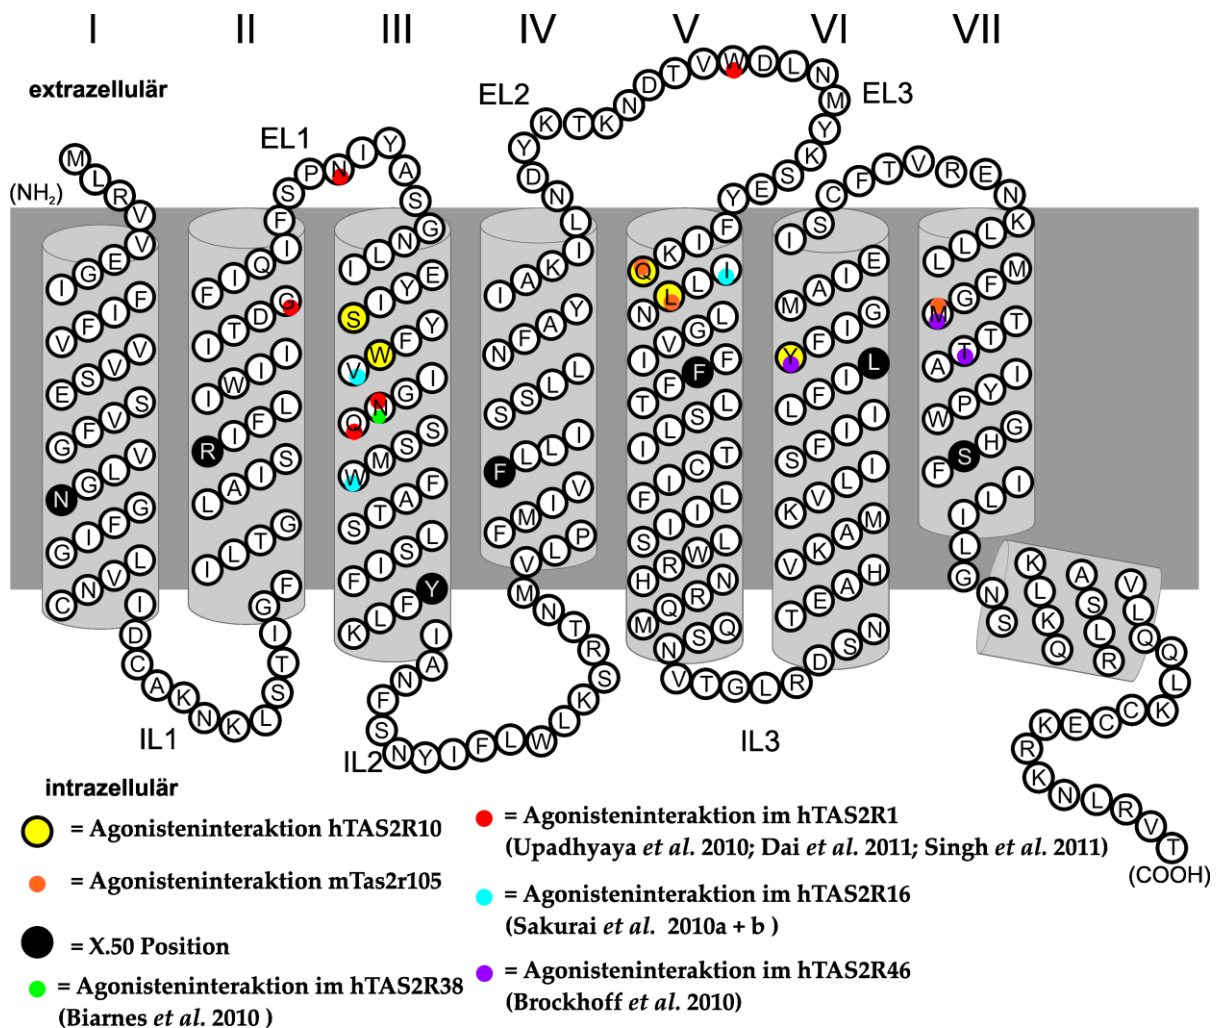 I II III IV V VI VII
extrazellulär
EL1
EL2
EL3
(NH₂)
M L R V
I G E V
V F I F
E S V V
G F V S
N G L V
G I F G
C N V L
I D C A K N K L S T I
G F
I L T G
L A I S
R I F L
I W I I
I T D G
F I Q I
F S P N I Y A S
I L N G
S I Y E
V W F Y
Q N G I
W M S S
S T A F
F I S L
K L F Y
I A N F S N Y I F L W L K S R T N M
V L P
F M I V
F L L I
S S L L
N F A Y
I A K I
L N D Y K T K N D T V W D L N M Y K S E Y
Q K I F
N L L I
I V G L
T F F F
I L S L
F I C T
S I I L
H R W L
M Q R N
N S Q
V T G L R
D S N
T E A H
V K A M
K V L I
S F I I
L F I L
Y F I G
M A I E
I S C F T V R E N
L L L K
M G F M
A T T T
W P Y I
F S H G
I L I
L G N S
K L K Q
A S L R
V L Q Q L K C C E K R K N L R V T
(COOH)
IL1
IL2
IL3
intrazellulär
= Agonisteninteraktion hTAS2R10
= Agonisteninteraktion mTas2r105
= X.50 Position
= Agonisteninteraktion im hTAS2R38
(Biarnes et al. 2010 )
= Agonisteninteraktion im hTAS2R1
(Upadhyaya et al. 2010; Dai et al. 2011; Singh et al. 2011)
= Agonisteninteraktion im hTAS2R16
(Sakurai et al. 2010a + b )
= Agonisteninteraktion im hTAS2R46
(Brockhoff 2010)